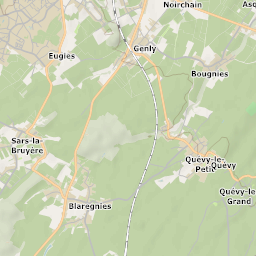 Noirchain
Asq
Genly
Eugies
Bougnies
Sars-la-
Bruyère
Quévy-le-
Petit
Quévy
Quévy-le-
Grand
Blaregnies